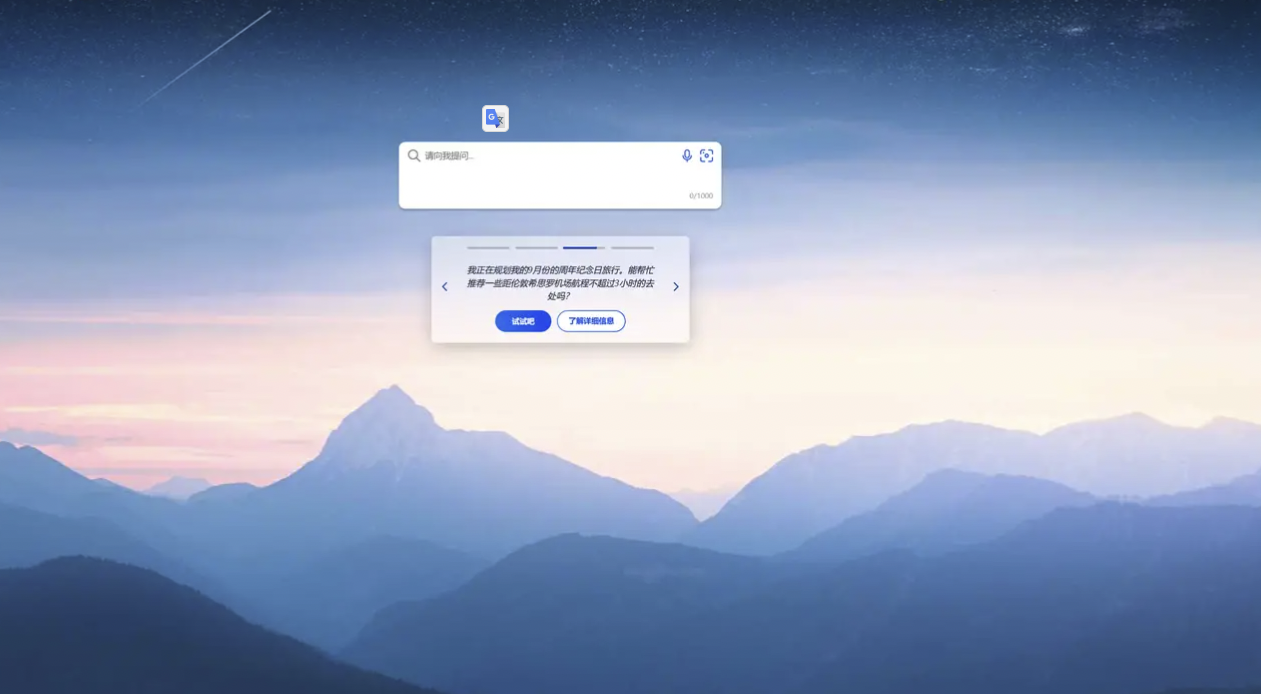 请向我提问...
0/1000
我正在规划我的9月份的周年纪念日旅行，能帮忙
推荐一些距伦敦希思罗机场航程不超过3小时的去
处吗?
试试吧
了解详细信息